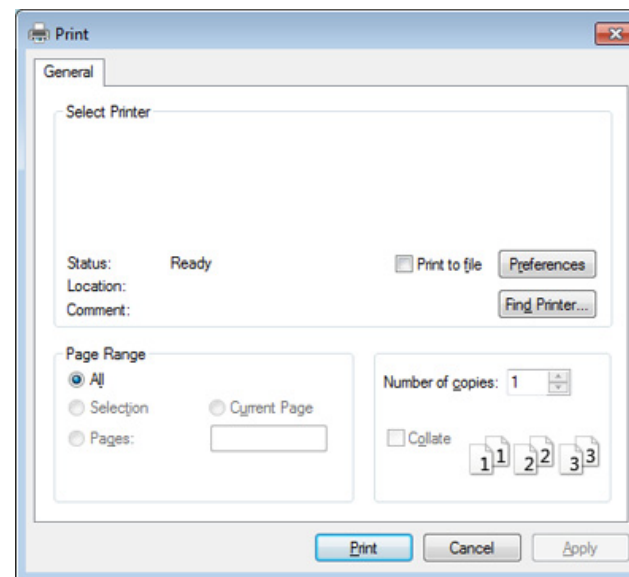 Print
General
Select Printer
Status: Ready
Print to file
Preferences
Location:
Comment:
Find Printer...
Page Range
All
Selection
Current Page
Pages:
Number of copies: 1
Collate
1 1 2 2 3 3
Print
Cancel
Apply